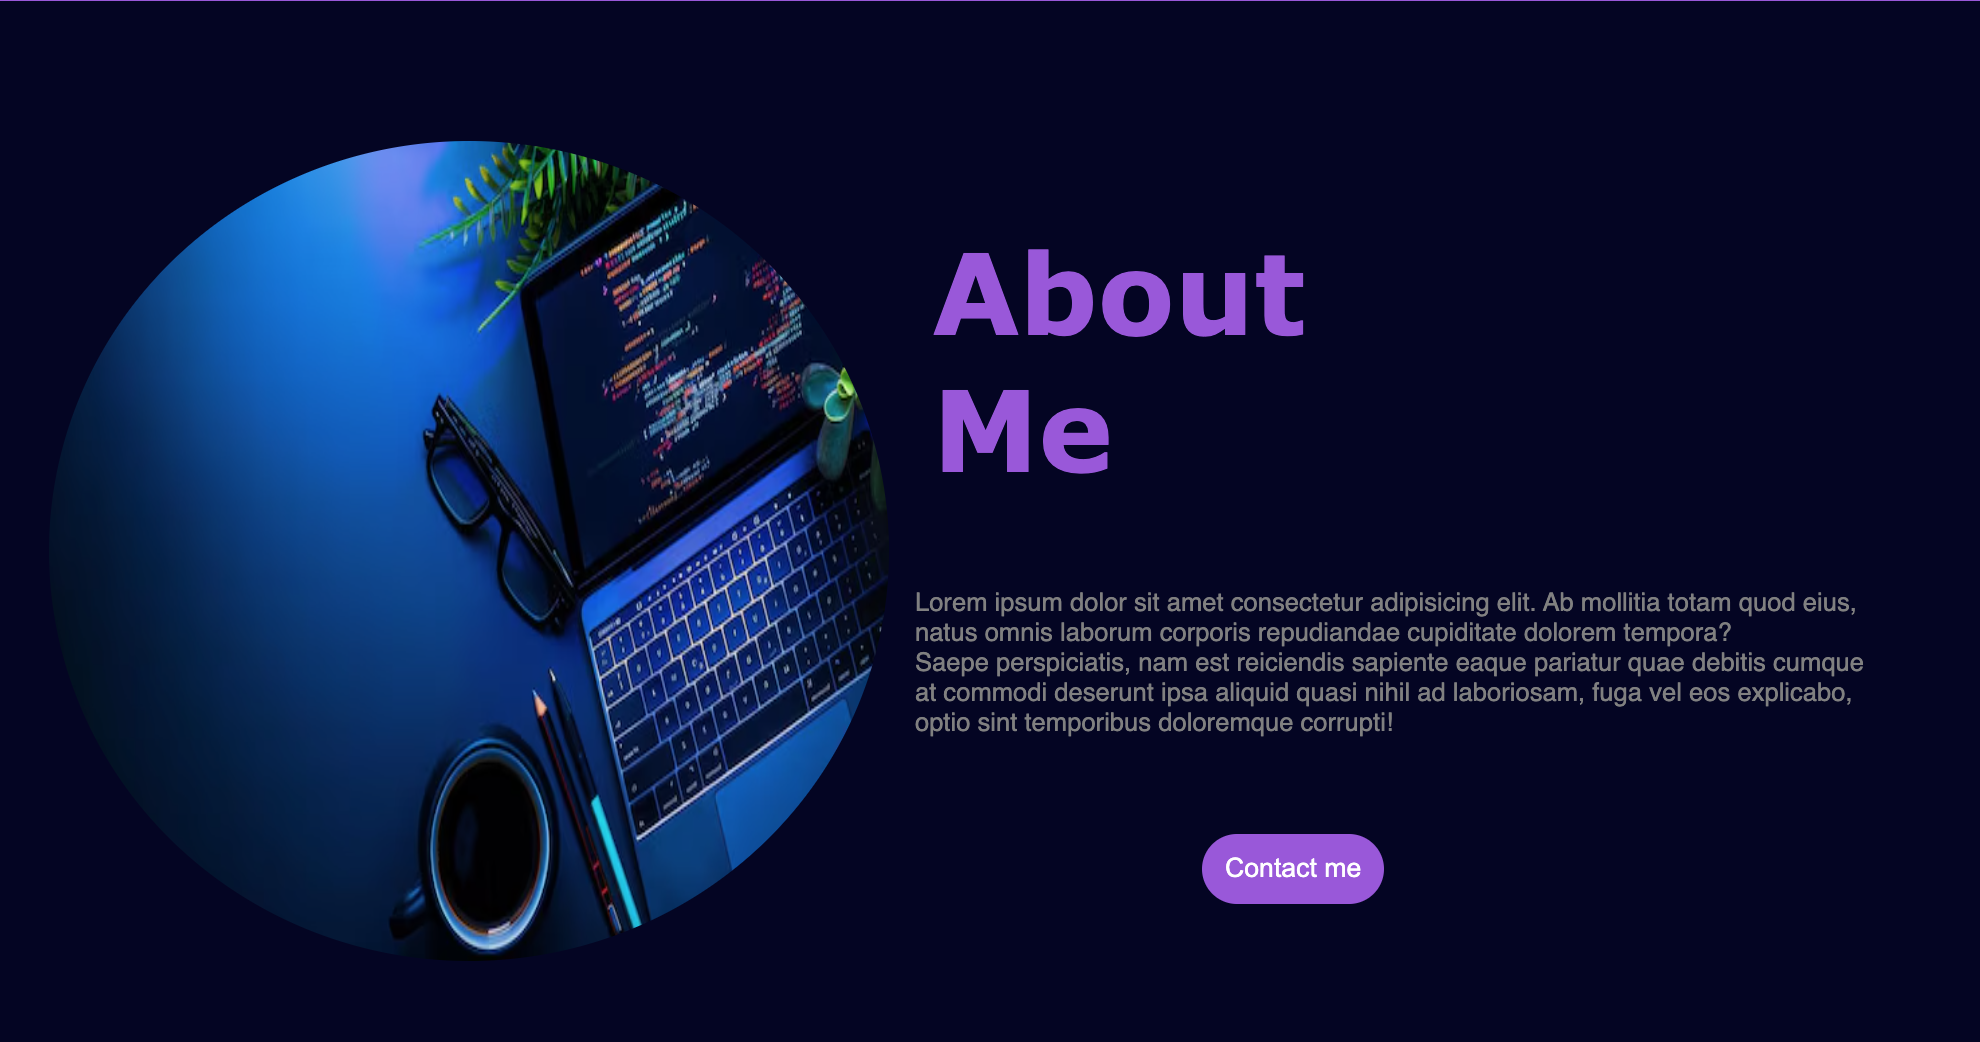 About
Me
Lorem ipsum dolor sit amet consectetur adipisicing elit. Ab mollitia totam quod eius,
natus omnis laborum corporis repudiandae cupiditate dolorem tempora?
Saepe perspiciatis, nam est reiciendis sapiente eaque pariatur quae debitis cumque
at commodi deserunt ipsa aliquid quasi nihil ad laboriosam, fuga vel eos explicabo,
optio sint temporibus doloremque corrupti!
Contact me